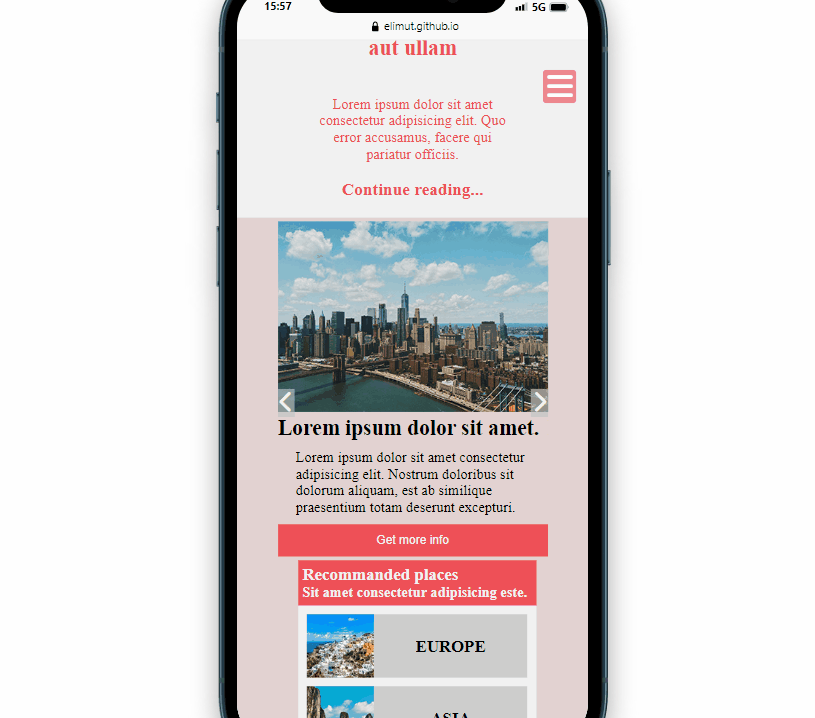 15:57
5G
elimut.github.io
aut ullam
Lorem ipsum dolor sit amet
consectetur adipisicing elit. Quo
error accusamus, facere qui
pariatur officiis.
Continue reading...
Lorem ipsum dolor sit amet.
Lorem ipsum dolor sit amet consectetur
adipisicing elit. Nostrum doloribus sit
dolorum aliquam, est ab similique
praesentium totam deserunt excepturi.
Get more info
Recommanded places
Sit amet consectetur adipisicing este.
EUROPE
ASIA